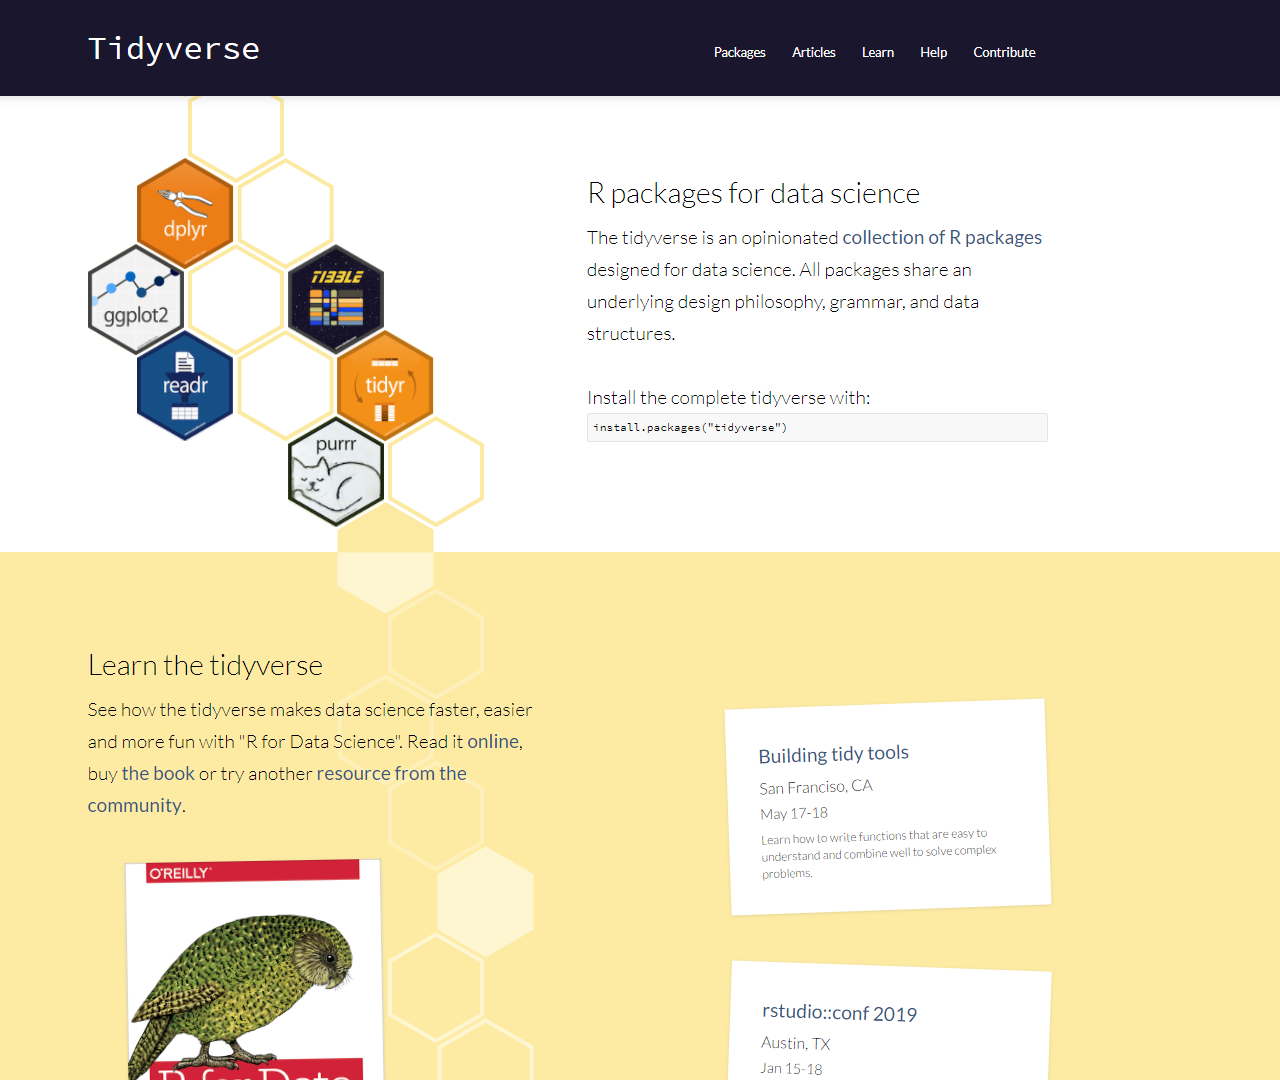 Tidyverse
Packages Articles Learn Help Contribute
dplyr
ggplot2
TIBBLE
readr
tidyr
purrr
R packages for data science
The tidyverse is an opinionated collection of R packages
designed for data science. All packages share an
underlying design philosophy, grammar, and data
structures.
Install the complete tidyverse with:
install.packages("tidyverse")
Learn the tidyverse
See how the tidyverse makes data science faster, easier
and more fun with "R for Data Science". Read it online,
buy the book or try another resource from the
community.
O'REILLY
R for Data
Building tidy tools
San Franciso, CA
May 17-18
Learn how to write functions that are easy to
understand and combine well to solve complex
problems.
rstudio::conf 2019
Austin, TX
Jan 15-18